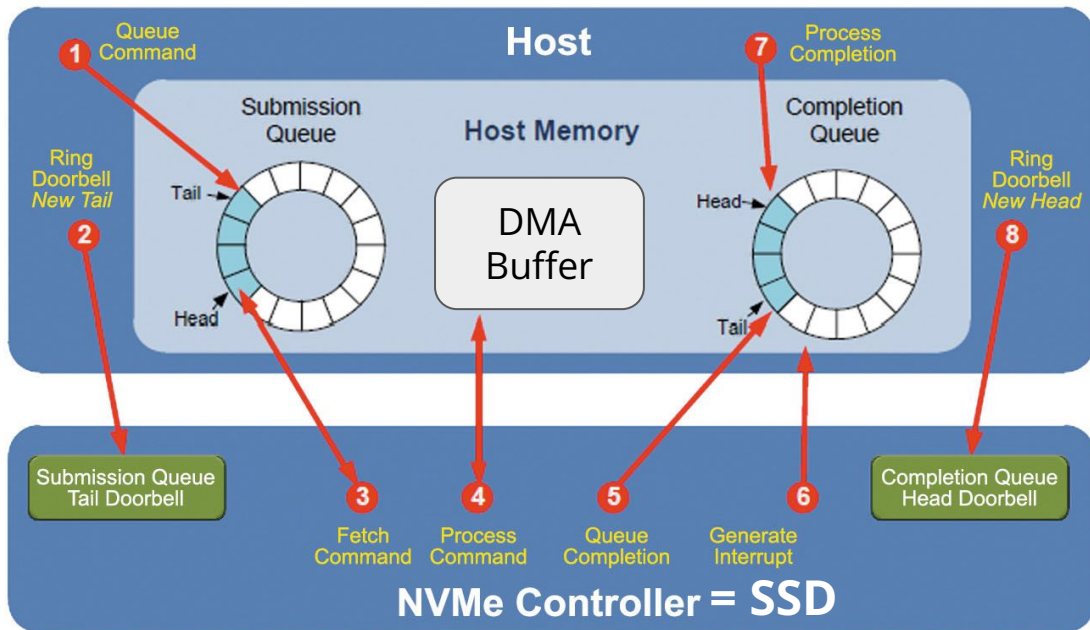 Host
1
Queue
Command
7
Process
Completion
Submission
Queue
Host Memory
Completion
Queue
Ring
Doorbell
New Tail
2
Tail
Head
DMA
Buffer
Head
Tail
Ring
Doorbell
New Head
8
Submission Queue
Tail Doorbell
Completion Queue
Head Doorbell
3
Fetch
Command
4
Process
Command
5
Queue
Completion
6
Generate
Interrupt
NVMe Controller = SSD